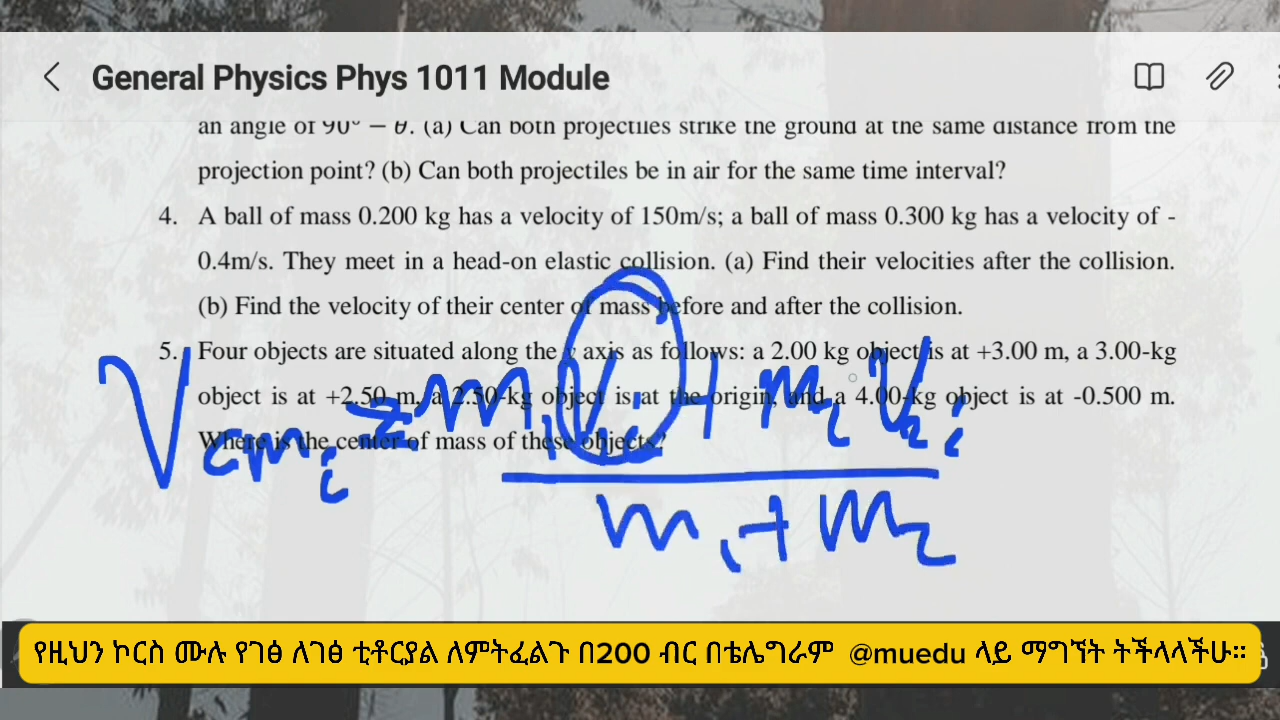 General Physics Phys 1011 Module
an angle of 90° − θ. (a) Can both projectiles strike the ground at the same distance from the
projection point? (b) Can both projectiles be in air for the same time interval?
4. A ball of mass 0.200 kg has a velocity of 150m/s; a ball of mass 0.300 kg has a velocity of -
0.4m/s. They meet in a head-on elastic collision. (a) Find their velocities after the collision.
(b) Find the velocity of their center of mass before and after the collision.
5. Four objects are situated along the y axis as follows: a 2.00 kg object is at +3.00 m, a 3.00-kg
object is at +2.50 m, a 2.50-kg object is at the origin, and a 4.00-kg object is at -0.500 m.
Where is the center of mass of these objects?
Vcmi = m1V1i + m2V2i
m1 + m2
የዚህን ኮርስ ሙሉ የገፅ ለገፅ ቲቶርያል ለምትፈልጉ በ200 ብር በቴሌግራም @muedu ላይ ማግኘት ትችላላችሁ።